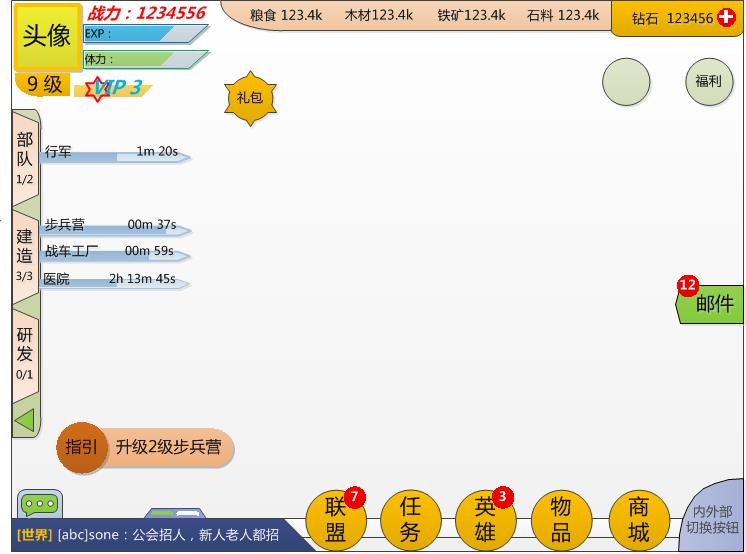 头像
战力：1234556
EXP：
体力：
9 级
VIP 3
粮食 123.4k
木材123.4k
铁矿123.4k
石料 123.4k
钻石 123456
礼包
福利
部队
1/2
行军 1m 20s
建造
3/3
步兵营 00m 37s
战车工厂 00m 59s
医院 2h 13m 45s
研发
0/1
12
邮件
指引 升级2级步兵营
[世界] [abc]sone：公会招人，新人老人都招
联盟
7
任务
英雄
3
物品
商城
内外部
切换按钮